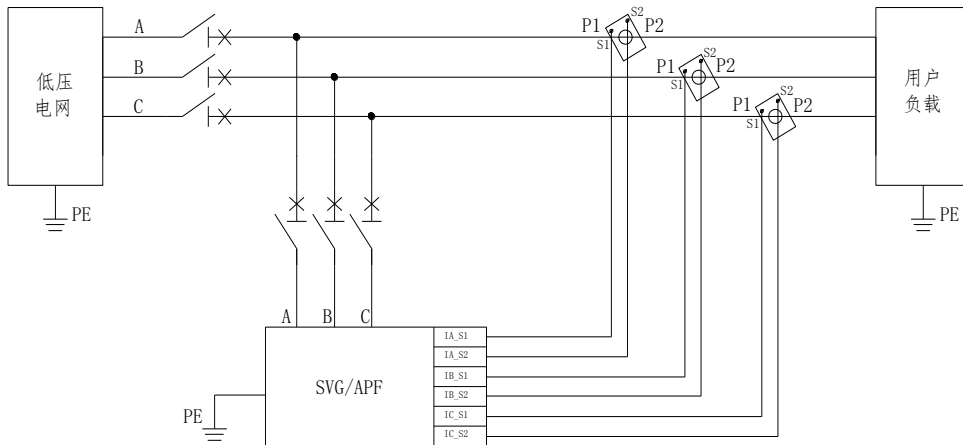 A
B
C
低压
电网
PE
P1
S2
P2
S1
P1
S2
P2
S1
P1
S2
P2
S1
用户
负载
PE
A
B
C
SVG/APF
PE
IA_S1
IA_S2
IB_S1
IB_S2
IC_S1
IC_S2